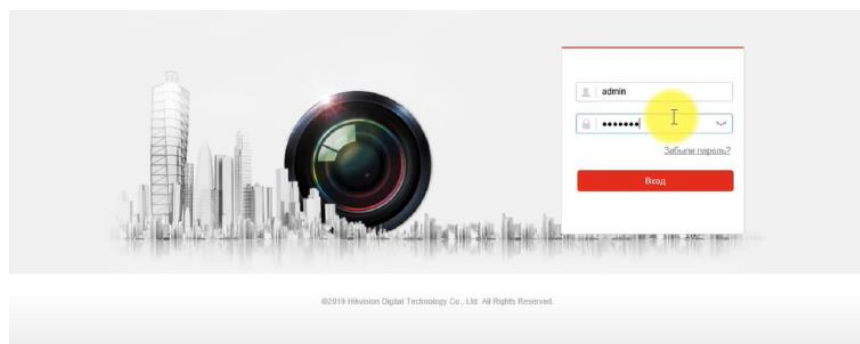 admin
•••••••
Забыли пароль?
Вход
©2019 Hikvision Digital Technology Co., Ltd. All Rights Reserved.